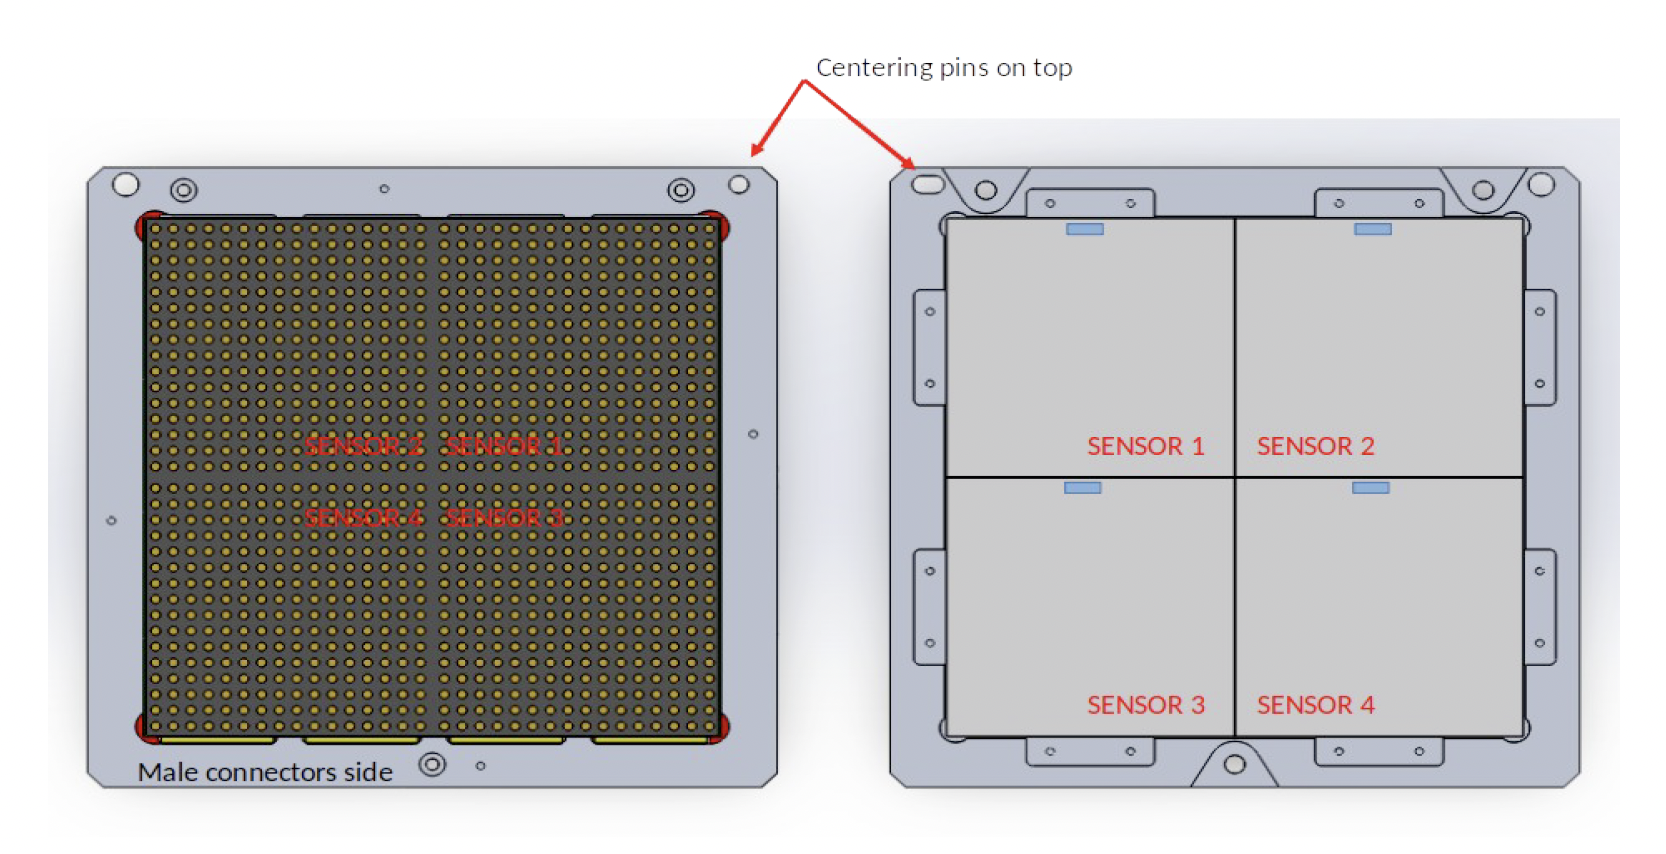 Centering pins on top
SENSOR 2 SENSOR 1
SENSOR 4 SENSOR 3
Male connectors side
SENSOR 1 SENSOR 2
SENSOR 3 SENSOR 4